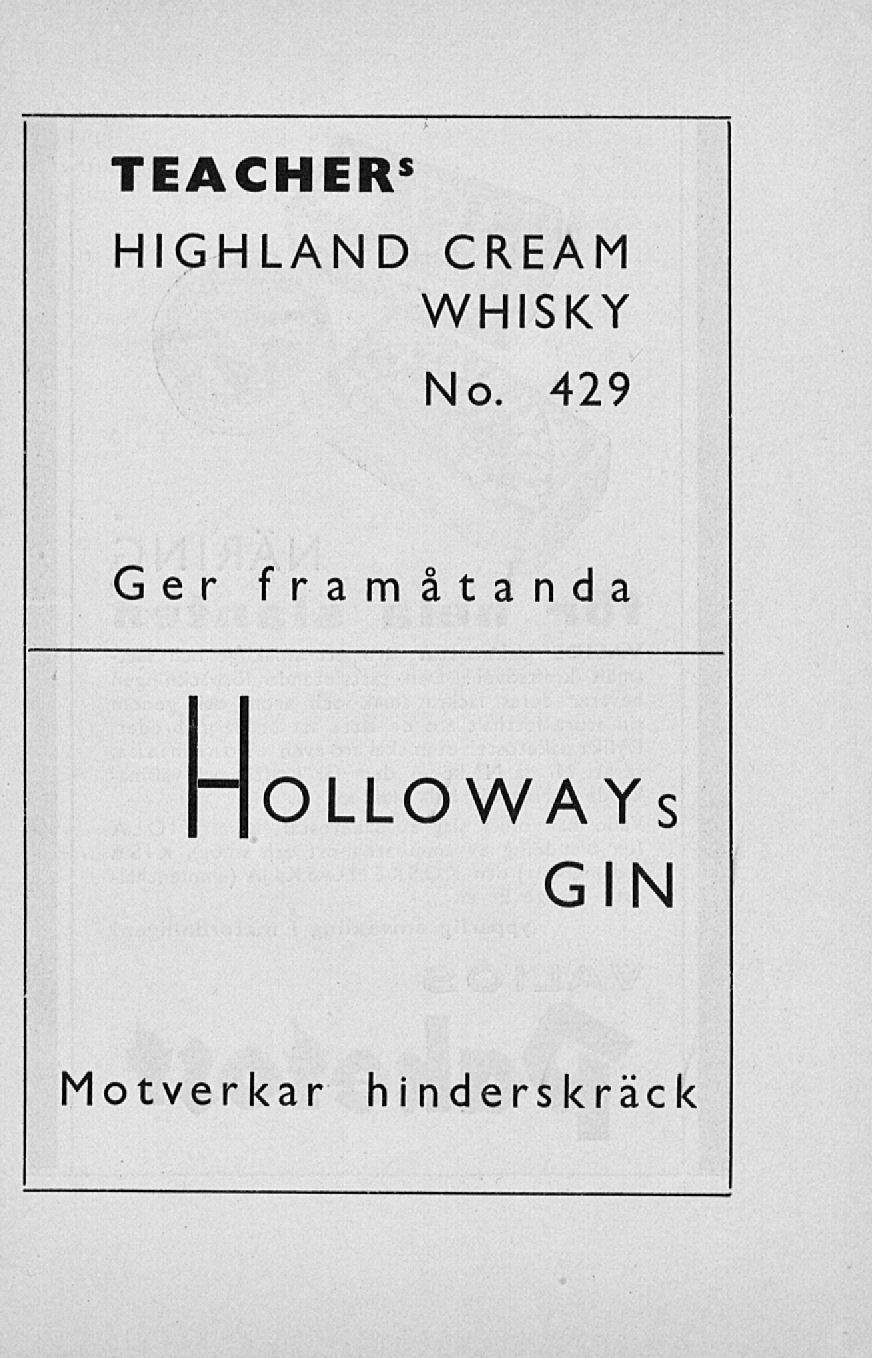 TEACHERs
HIGHLAND CREAM
WHISKY
No. 429
Ger framåtanda
HOLLOWAYs
GIN
Motverkar hinderskräck